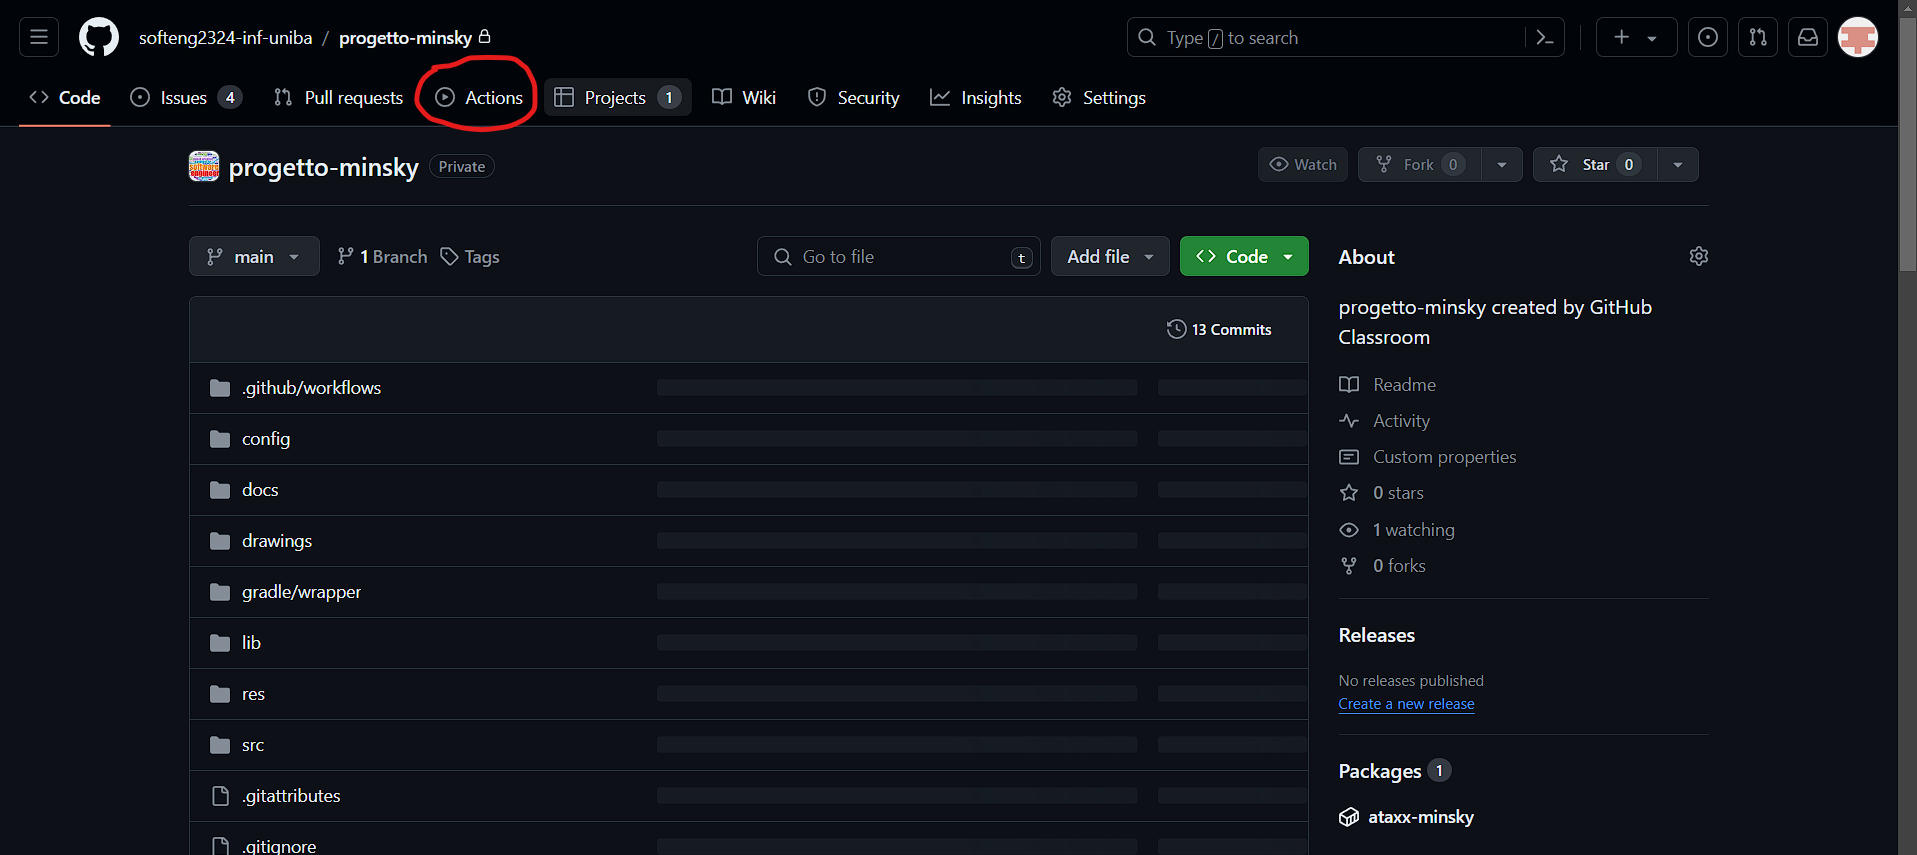 softeng2324-inf-uniba / progetto-minsky
Type / to search
Code
Issues 4
Pull requests
Actions
Projects 1
Wiki
Security
Insights
Settings
progetto-minsky Private
Watch
Fork 0
Star 0
main
1 Branch
Tags
Go to file t
Add file
Code
13 Commits
.github/workflows
config
docs
drawings
gradle/wrapper
lib
res
src
.gitattributes
.gitignore
About
progetto-minsky created by GitHub
Classroom
Readme
Activity
Custom properties
0 stars
1 watching
0 forks
Releases
No releases published
Create a new release
Packages 1
ataxx-minsky